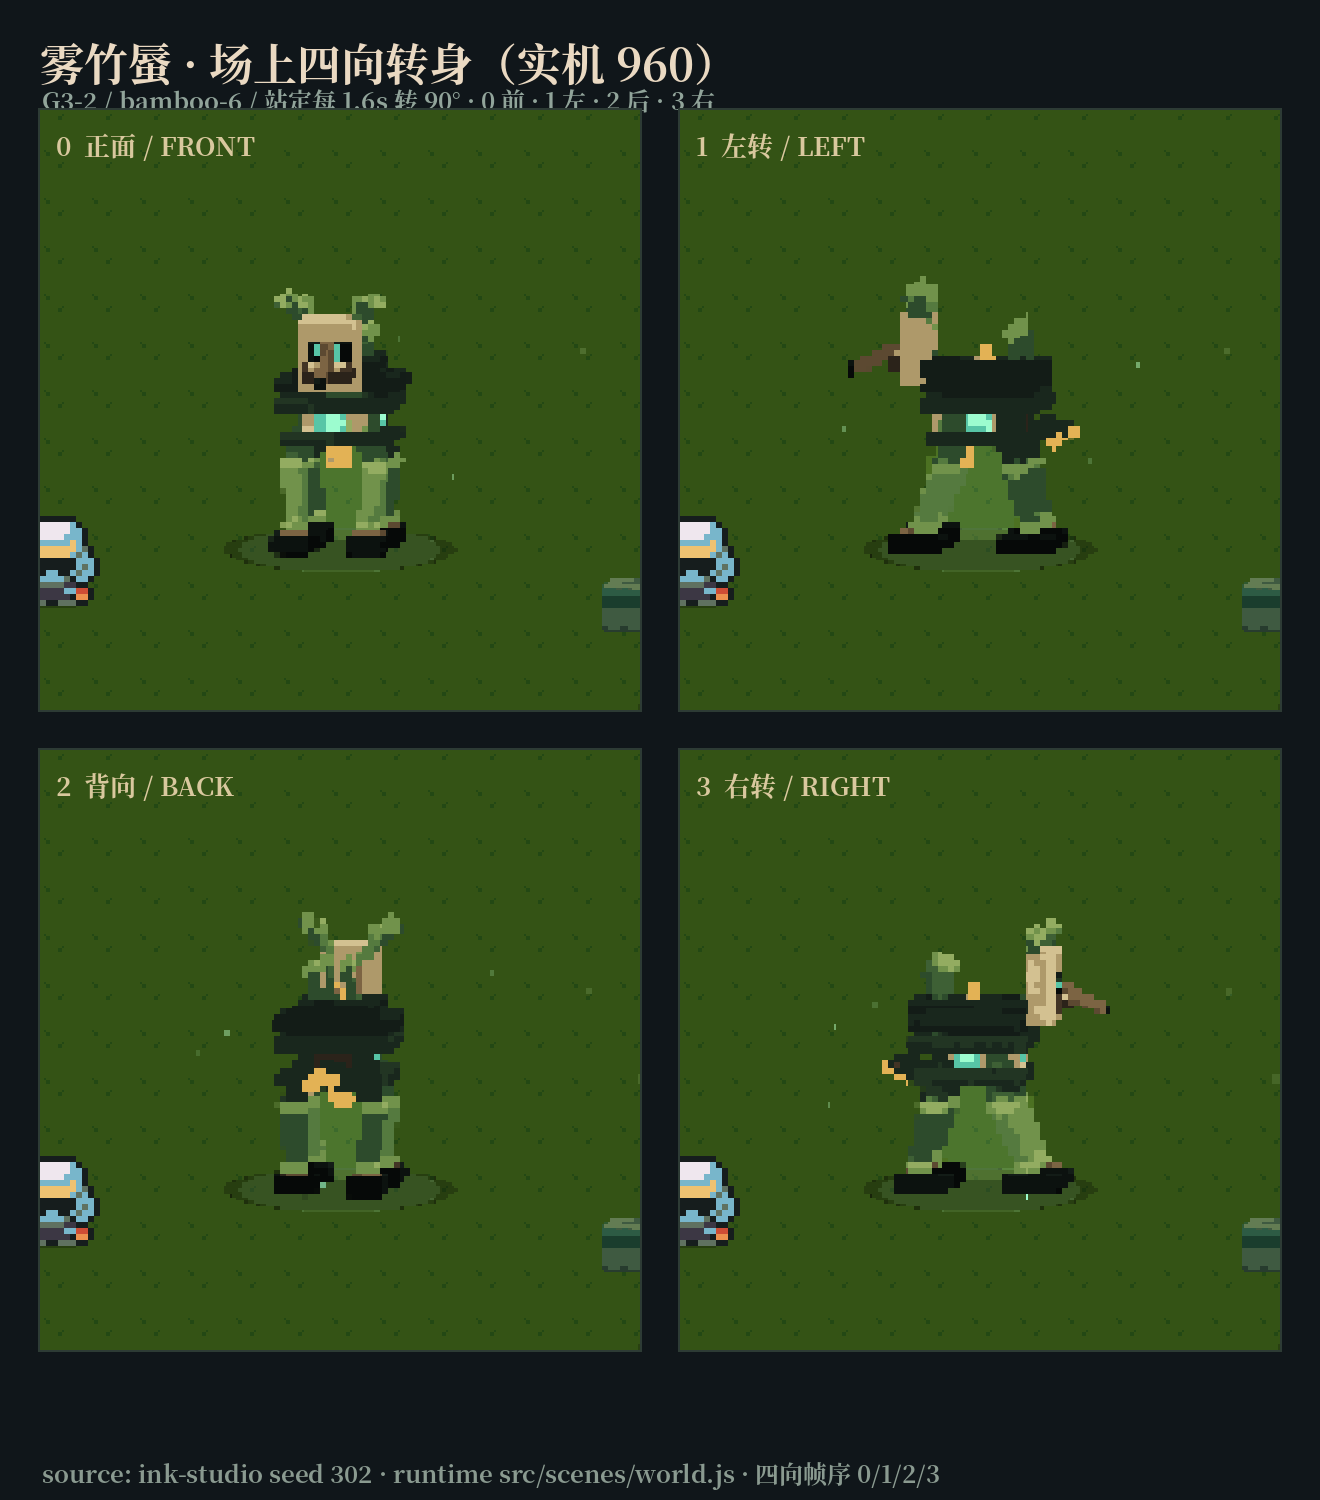 雾竹蜃 · 场上四向转身（实机 960）
G3-2 / bamboo-6 / 站定每 1.6s 转 90° · 0 前 · 1 左 · 2 后 · 3 右
0 正面 / FRONT
1 左转 / LEFT
2 背向 / BACK
3 右转 / RIGHT
source: ink-studio seed 302 · runtime src/scenes/world.js · 四向帧序 0/1/2/3